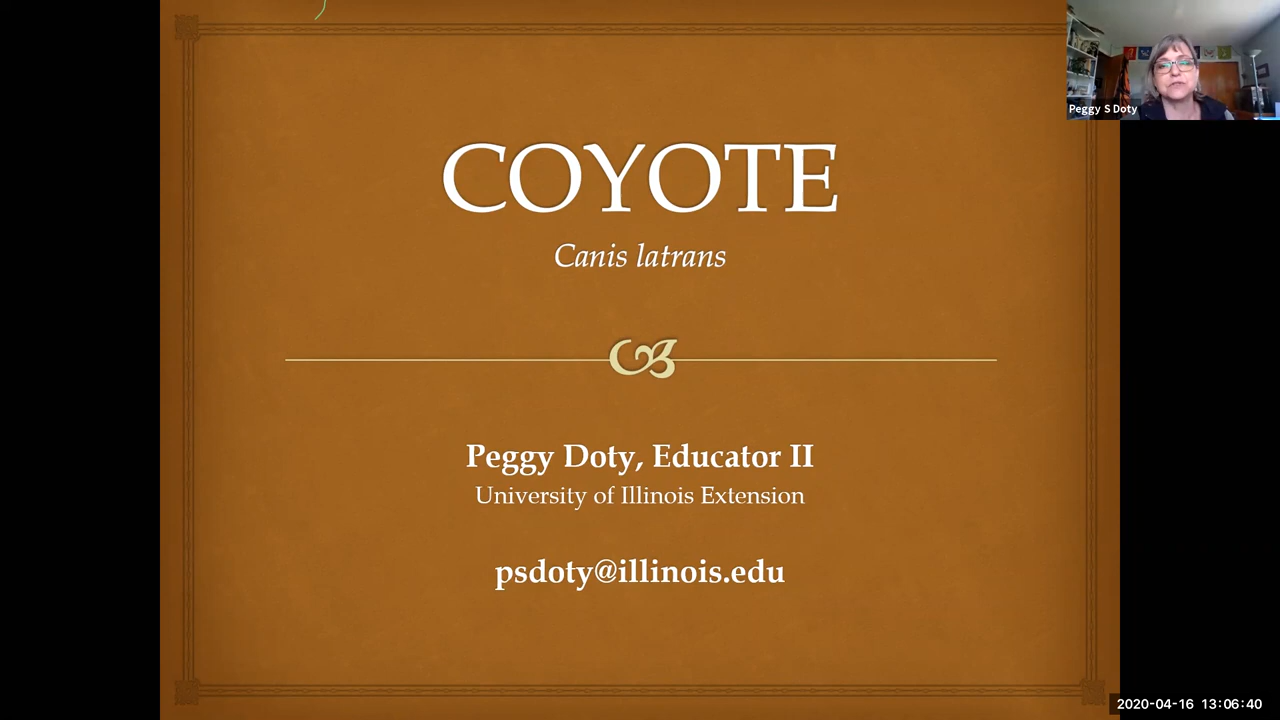 COYOTE
Canis latrans
Peggy Doty, Educator II
University of Illinois Extension
psdoty@illinois.edu
Peggy S Doty
2020-04-16 13:06:40